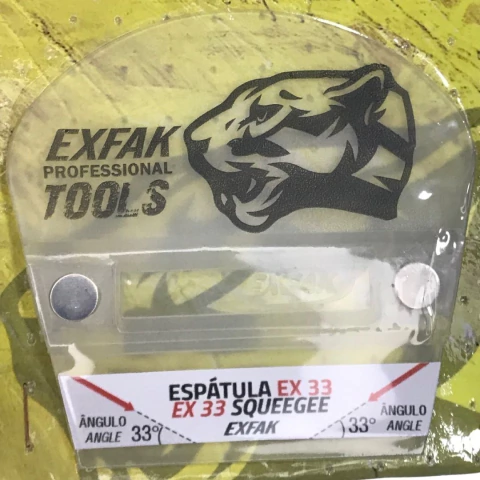 EXFAK
PROFESSIONAL
TOOLS
ESPÁTULA EX 33
EX 33 SQUEEGEE
EXFAK
ÂNGULO
ANGLE 33°
33° ÂNGULO
ANGLE